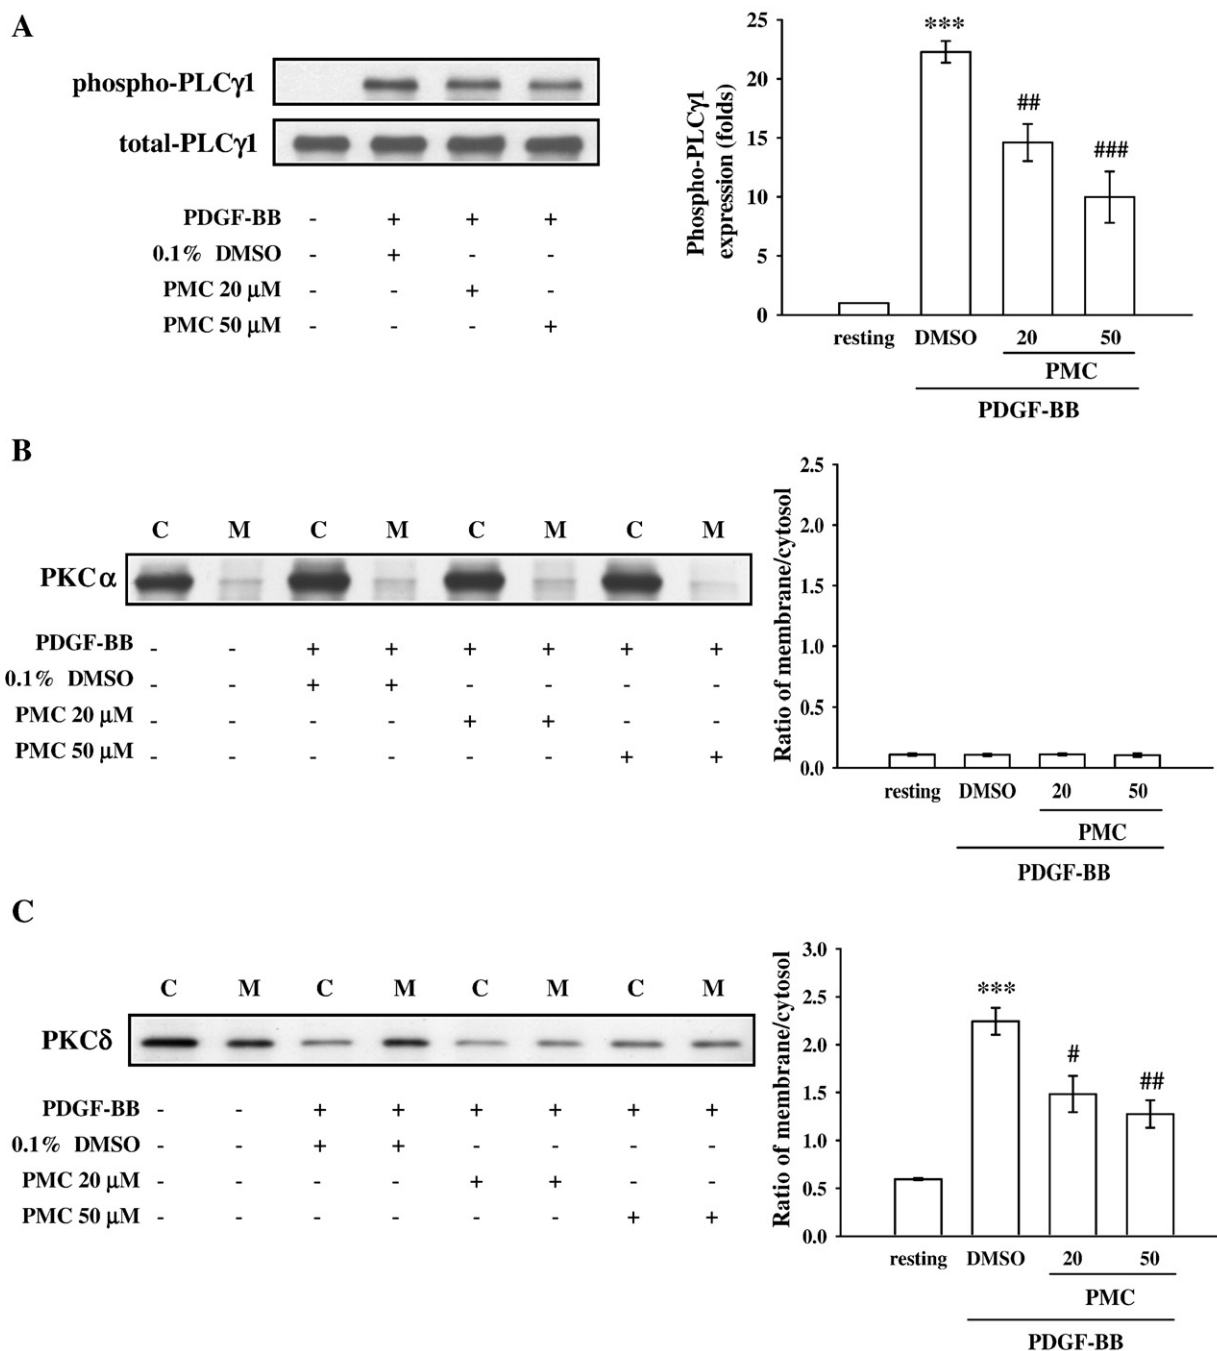 A
phospho-PLCγ1
total-PLCγ1
PDGF-BB - + + +
0.1% DMSO - + - -
PMC 20 μM - - + -
PMC 50 μM - - - +
Phospho-PLCγ1
expression (folds)
25
20
15
10
5
0
***
##
###
resting DMSO 20 50
PMC
PDGF-BB
B
C M C M C M C M
PKCα
PDGF-BB - - + + + + + +
0.1% DMSO - - + + - - - -
PMC 20 μM - - - - + + - -
PMC 50 μM - - - - - - + +
Ratio of membrane/cytosol
2.5
2.0
1.5
1.0
0.5
0.0
resting DMSO 20 50
PMC
PDGF-BB
C
C M C M C M C M
PKCδ
PDGF-BB - - + + + + + +
0.1% DMSO - - + + - - - -
PMC 20 μM - - - - + + - -
PMC 50 μM - - - - - - + +
Ratio of membrane/cytosol
3.0
2.5
2.0
1.5
1.0
0.5
0.0
***
#
##
resting DMSO 20 50
PMC
PDGF-BB